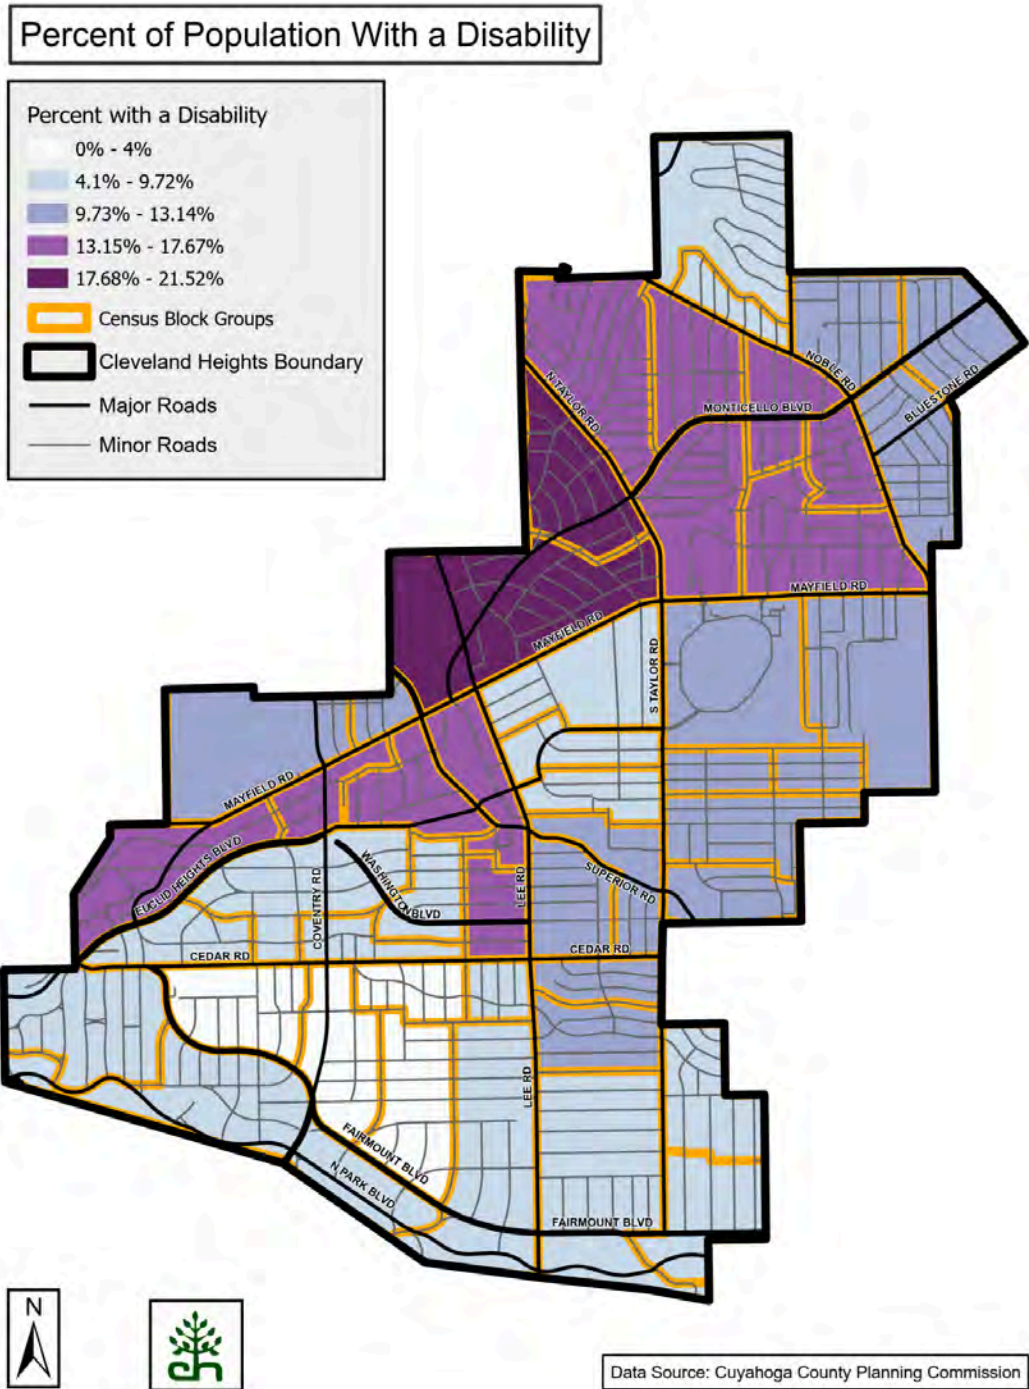 Percent of Population With a Disability
Percent with a Disability
0% - 4%
4.1% - 9.72%
9.73% - 13.14%
13.15% - 17.67%
17.68% - 21.52%
Census Block Groups
Cleveland Heights Boundary
Major Roads
Minor Roads
NOBLE RD
N TAYLOR RD
BLUESTONE RD
MONTICELLO BLVD
MAYFIELD RD
MAYFIELD RD
S TAYLOR RD
MAYFIELD RD
EUCLID HEIGHTS BLVD
WASHINGTON BLVD
COVENTRY RD
LEE RD
SUPERIOR RD
CEDAR RD
CEDAR RD
LEE RD
FAIRMOUNT BLVD
N PARK BLVD
FAIRMOUNT BLVD
N
ch
Data Source: Cuyahoga County Planning Commission